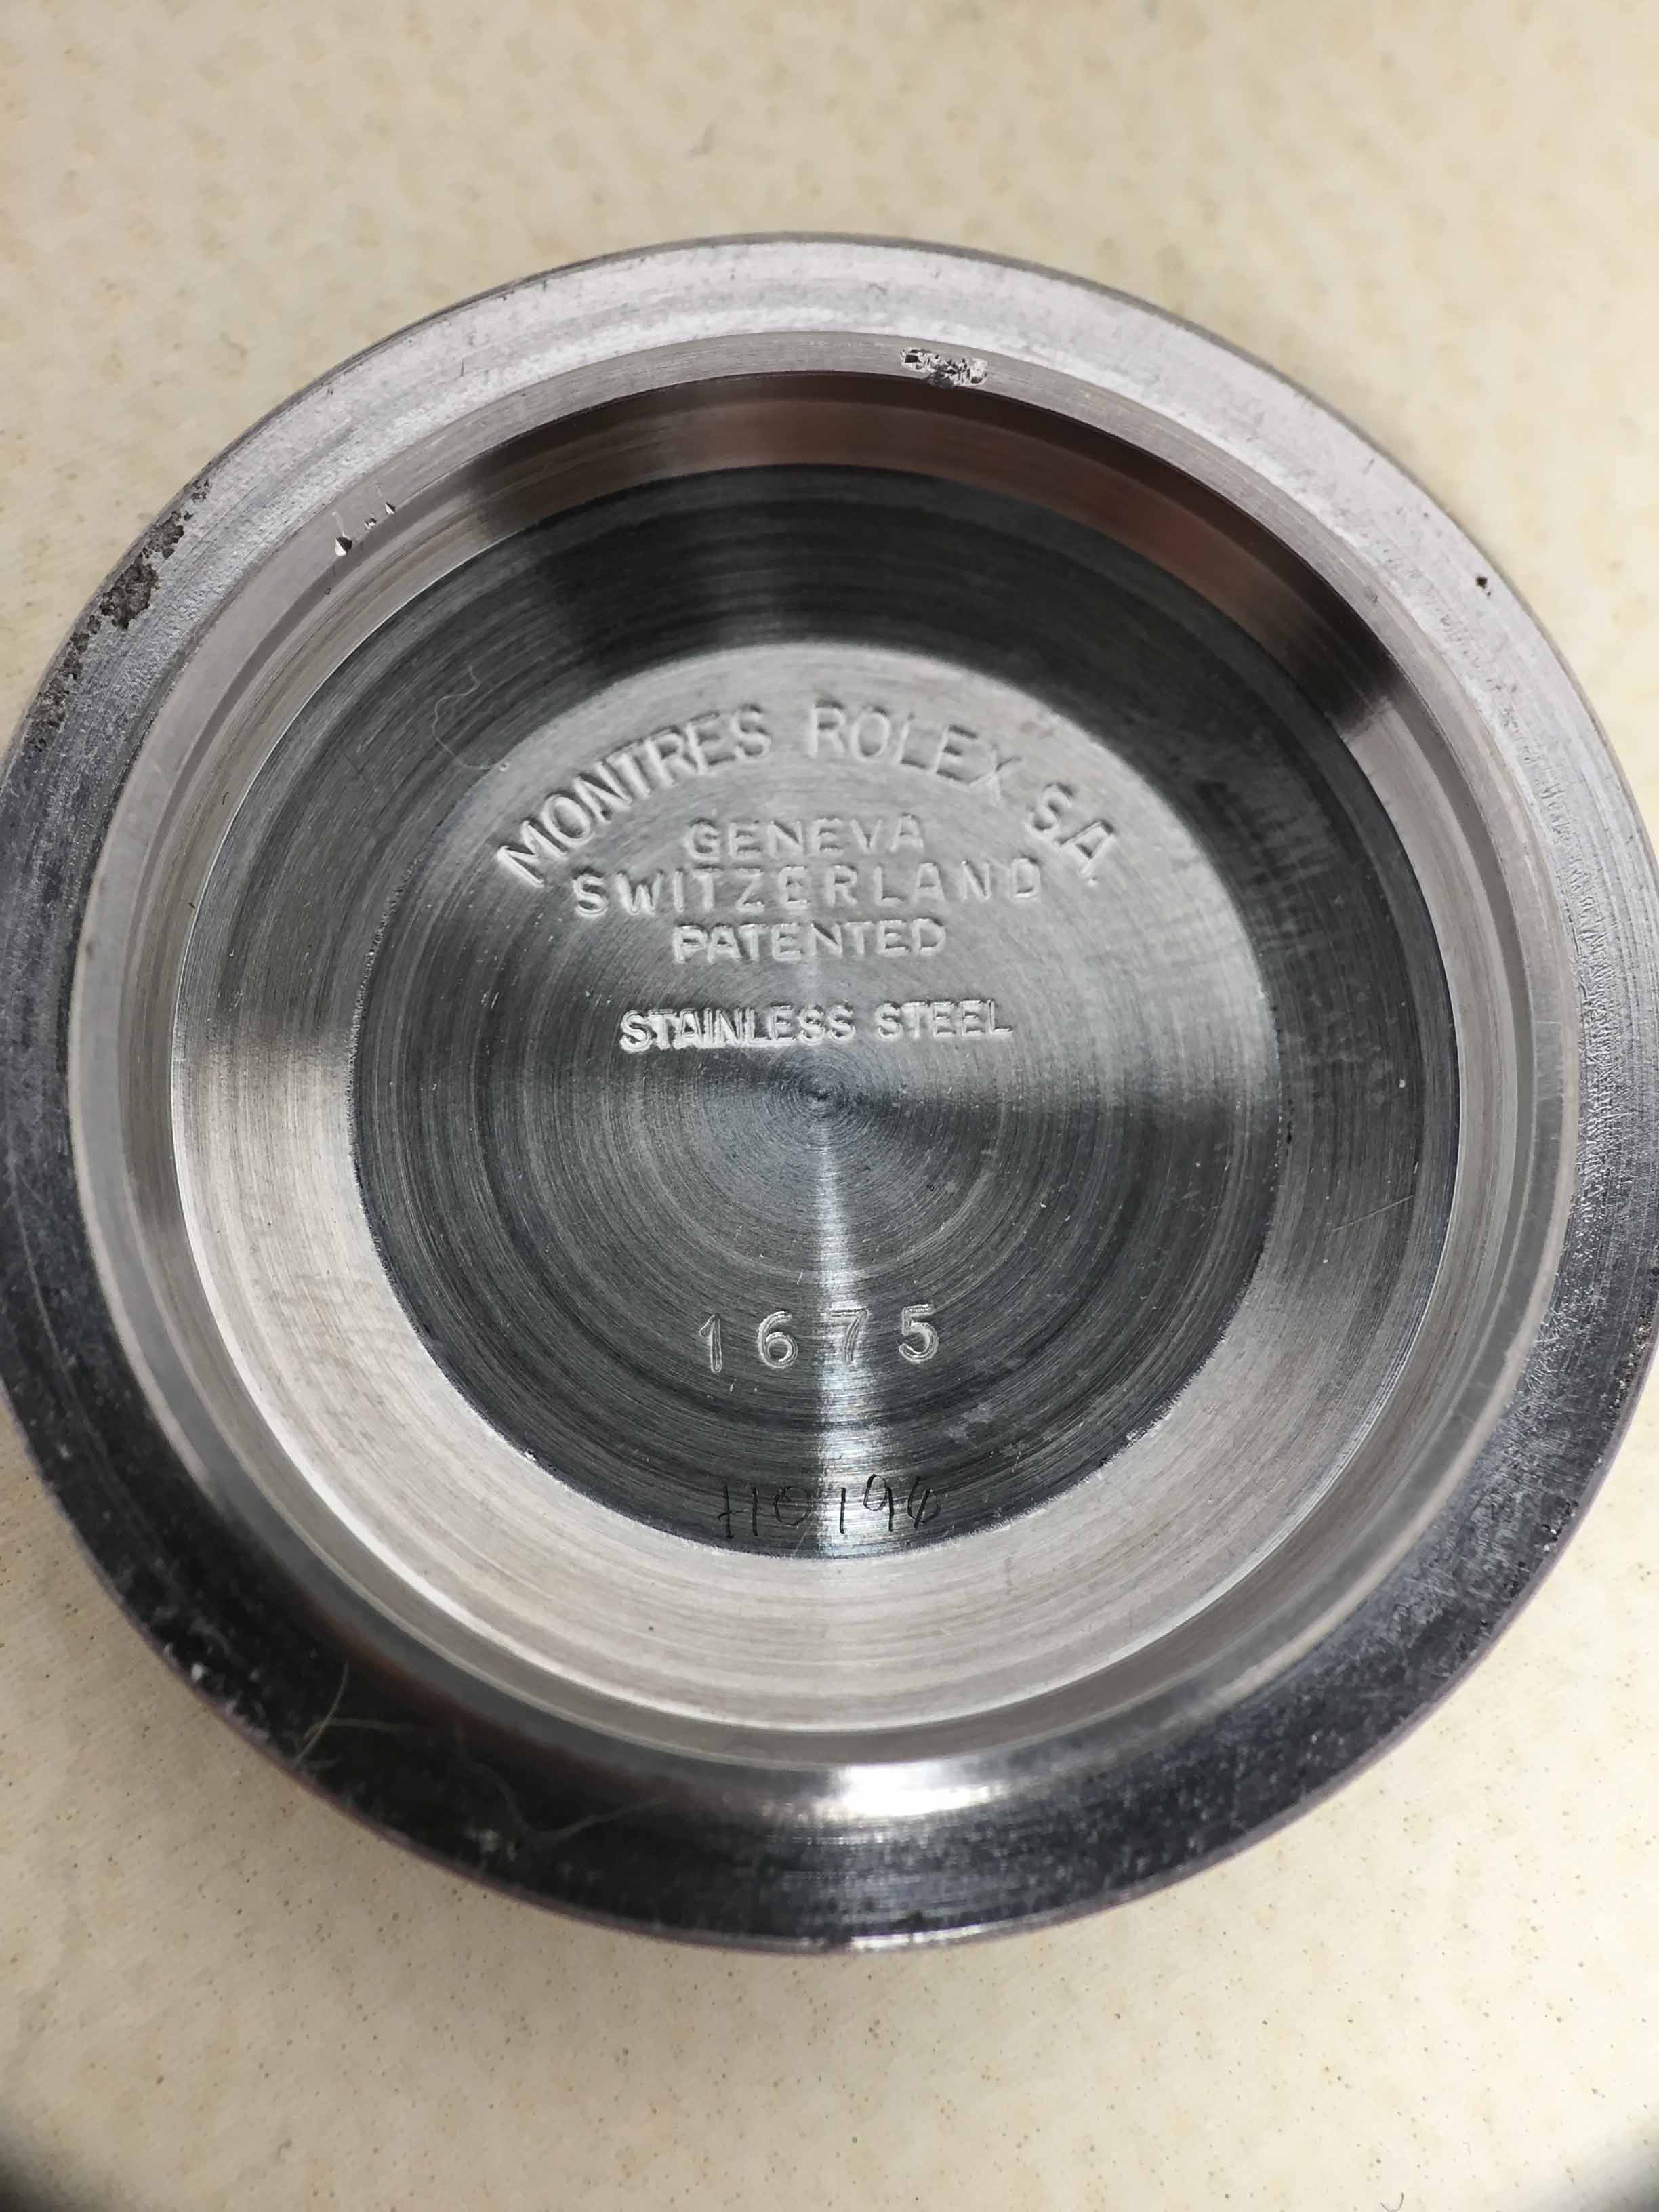 MONTRES ROLEX S.A.
GENEVA
SWITZERLAND
PATENTED
STAINLESS STEEL
1675